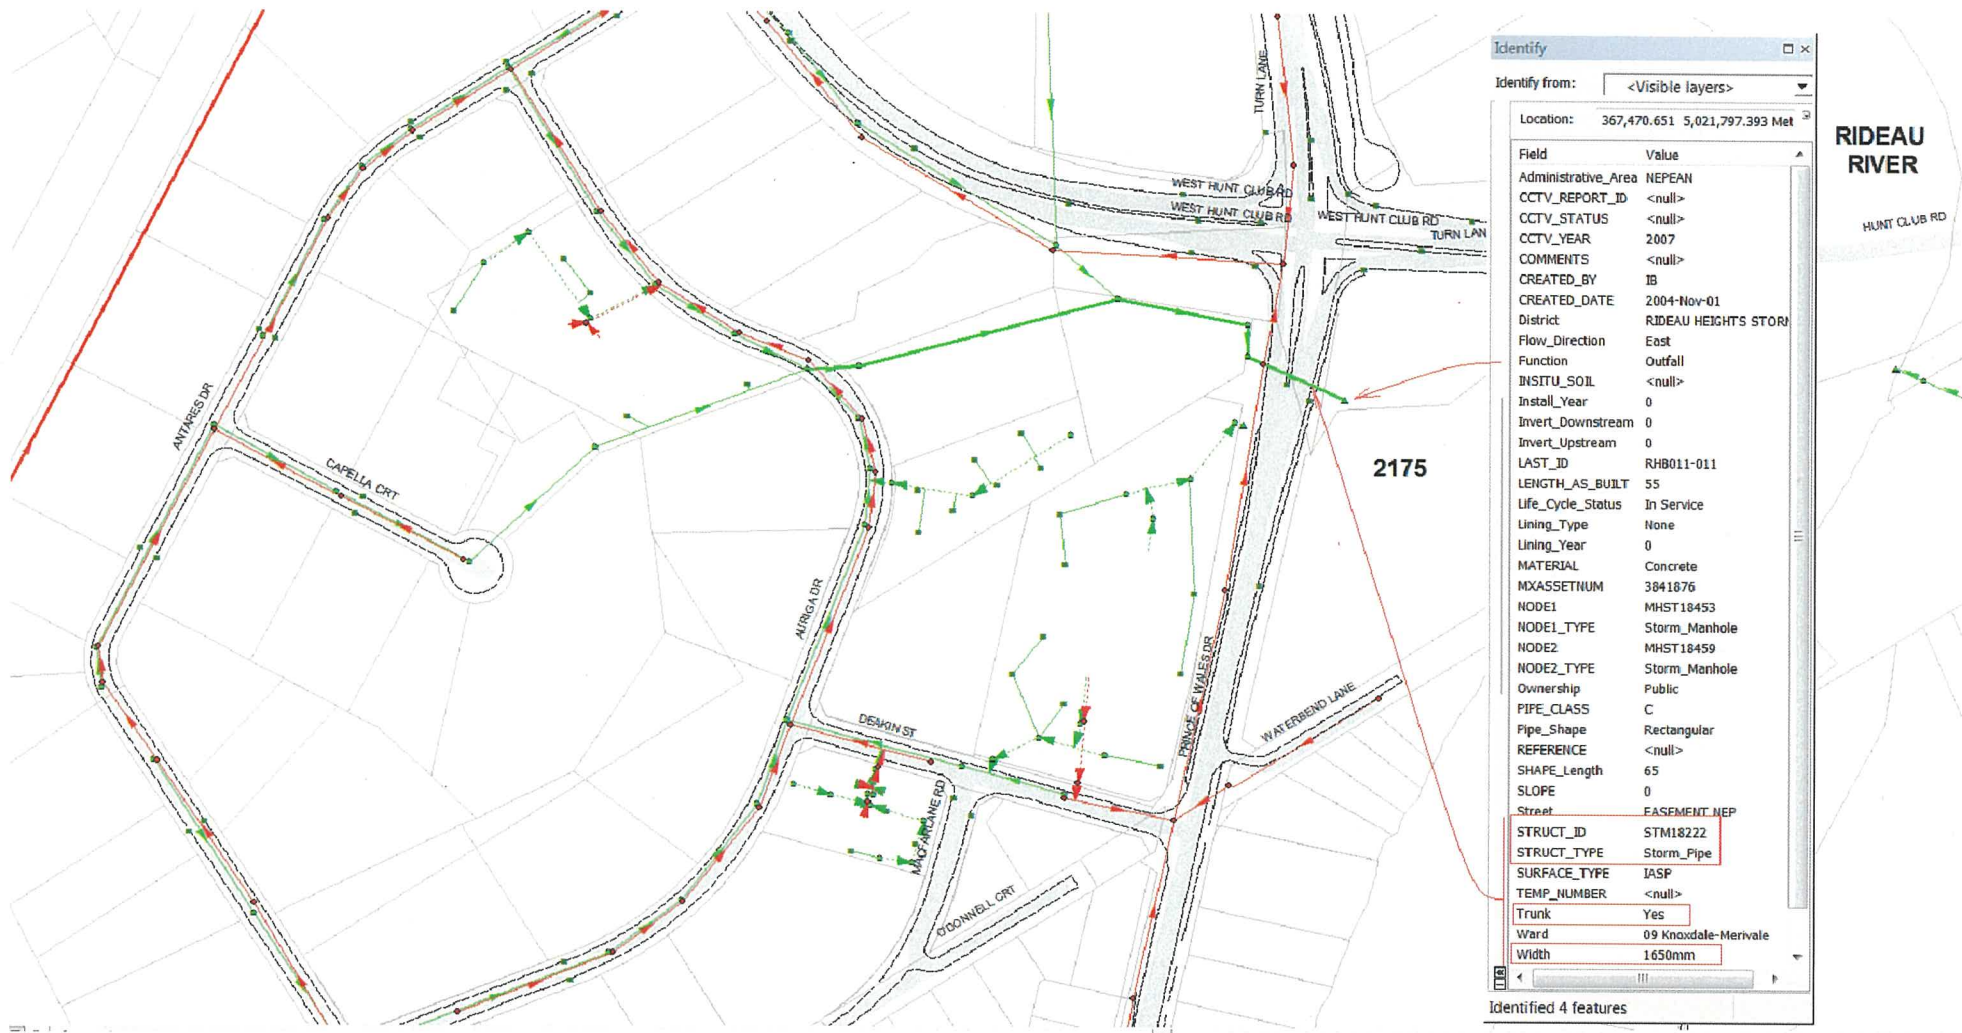 TURN LANE
WEST HUNT CLUB RD
WEST HUNT CLUB RD
WEST HUNT CLUB RD
TURN LAN
ANTARES DR
CAPELLA CRT
AURIGA DR
DEAKIN ST
MACFARLANE RD
O'DONNELL CRT
PRINCE OF WALES DR
WATERBEND LANE
2175
RIDEAU
RIVER
HUNT CLUB RD
Identify
Identify from: <Visible layers>
Location: 367,470.651 5,021,797.393 Met
Field Value
Administrative_Area NEPEAN
CCTV_REPORT_ID <null>
CCTV_STATUS <null>
CCTV_YEAR 2007
COMMENTS <null>
CREATED_BY IB
CREATED_DATE 2004-Nov-01
District RIDEAU HEIGHTS STORM
Flow_Direction East
Function Outfall
INSITU_SOIL <null>
Install_Year 0
Invert_Downstream 0
Invert_Upstream 0
LAST_ID RHB011-011
LENGTH_AS_BUILT 55
Life_Cycle_Status In Service
Lining_Type None
Lining_Year 0
MATERIAL Concrete
MXASSETNUM 3841876
NODE1 MHST18453
NODE1_TYPE Storm_Manhole
NODE2 MHST18459
NODE2_TYPE Storm_Manhole
Ownership Public
PIPE_CLASS C
Pipe_Shape Rectangular
REFERENCE <null>
SHAPE_Length 65
SLOPE 0
Street EASEMENT NEP
STRUCT_ID STM18222
STRUCT_TYPE Storm_Pipe
SURFACE_TYPE IASP
TEMP_NUMBER <null>
Trunk Yes
Ward 09 Knoxdale-Merivale
Width 1650mm
Identified 4 features